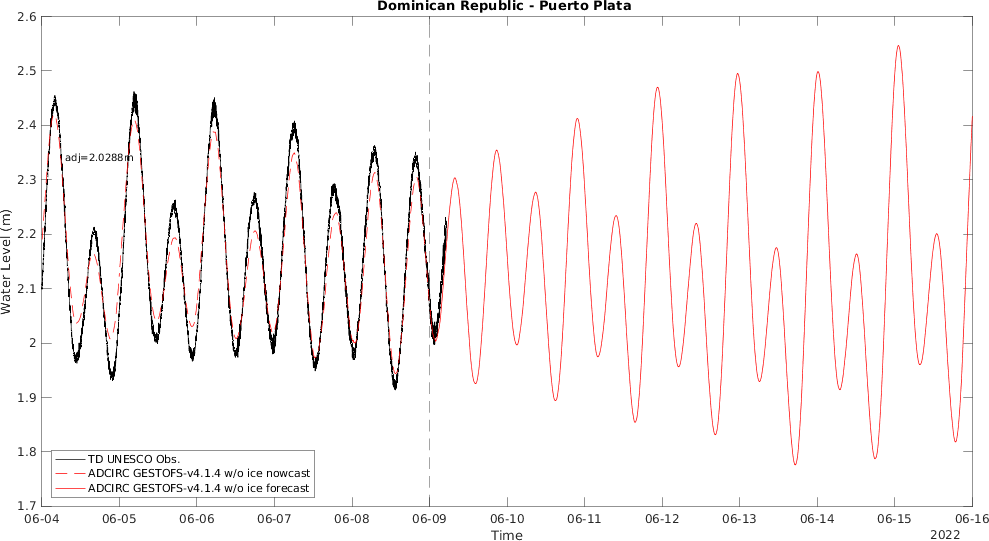 Dominican Republic - Puerto Plata
2.6
2.5
2.4
2.3
2.2
2.1
2
1.9
1.8
1.7
Water Level (m)
adj=2.0288m
TD UNESCO Obs.
ADCIRC GESTOFS-v4.1.4 w/o ice nowcast
ADCIRC GESTOFS-v4.1.4 w/o ice forecast
06-04 06-05 06-06 06-07 06-08 06-09 06-10 06-11 06-12 06-13 06-14 06-15 06-16
Time
2022